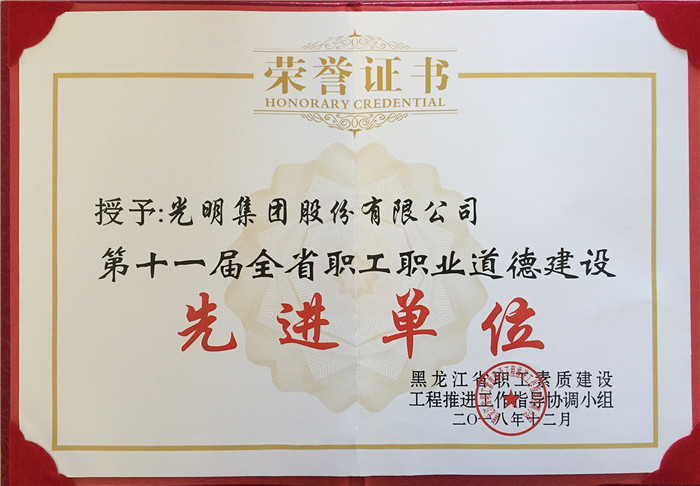 荣誉证书
HONORARY CREDENTIAL
授予:光明集团股份有限公司
第十一届全省职工职业道德建设
先进单位
黑龙江省职工素质建设
工程推进工作指导协调小组
二〇一八年十二月